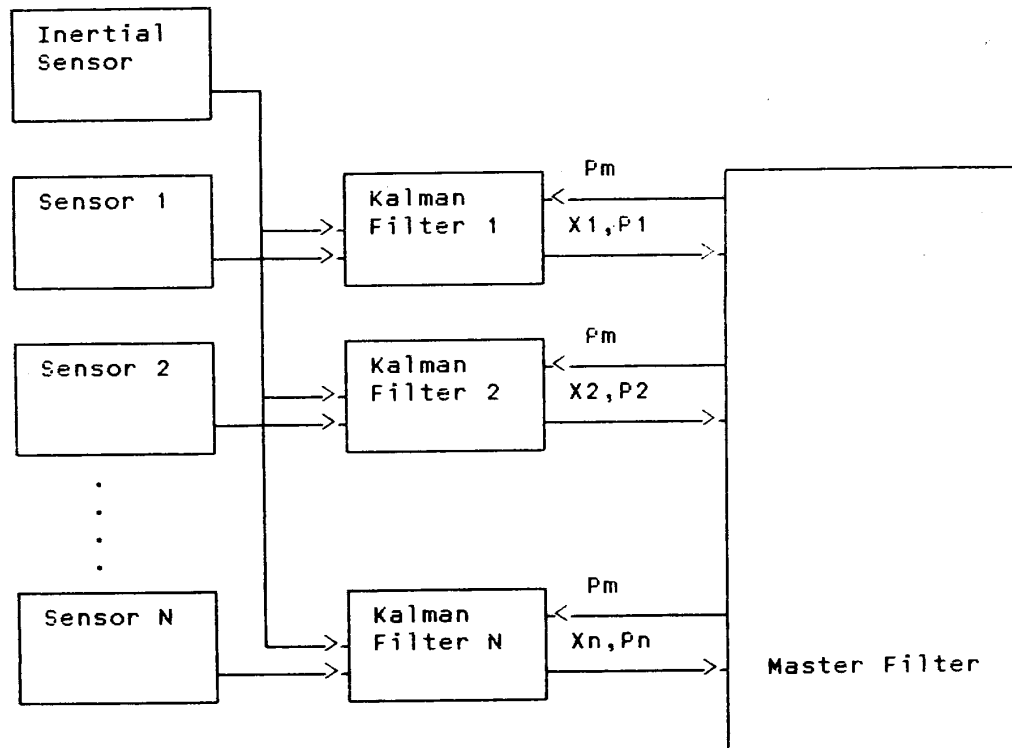 Inertial
Sensor
Sensor 1
Kalman
Filter 1
Pm
X1,P1
Sensor 2
Kalman
Filter 2
Pm
X2,P2
Sensor N
Kalman
Filter N
Pm
Xn,Pn
Master Filter